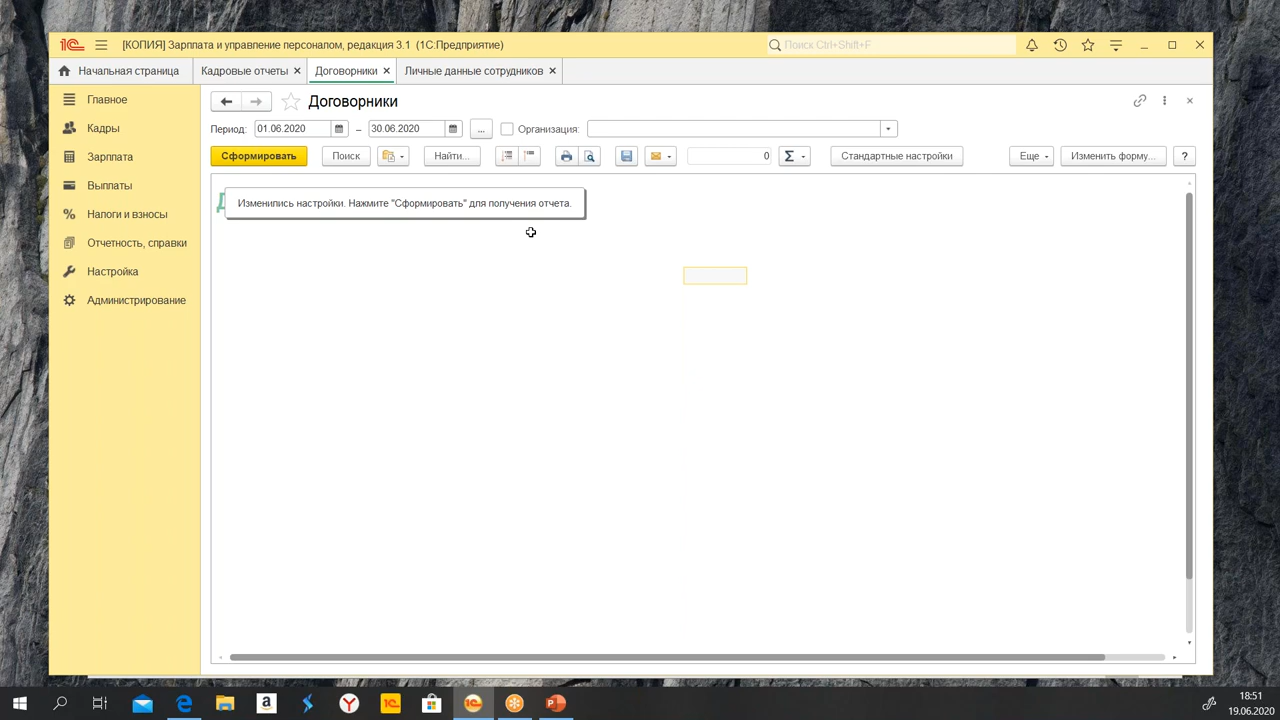 1С [КОПИЯ] Зарплата и управление персоналом, редакция 3.1 (1С:Предприятие) Поиск Ctrl+Shift+F
Начальная страница Кадровые отчеты Договорники Личные данные сотрудников
Главное
Кадры
Зарплата
Выплаты
Налоги и взносы
Отчетность, справки
Настройка
Администрирование
Договорники
Период: 01.06.2020 – 30.06.2020 ... Организация:
Сформировать Поиск Найти... 0 Σ Стандартные настройки Еще Изменить форму... ?
Д
Изменились настройки. Нажмите "Сформировать" для получения отчета.
18:51
19.06.2020